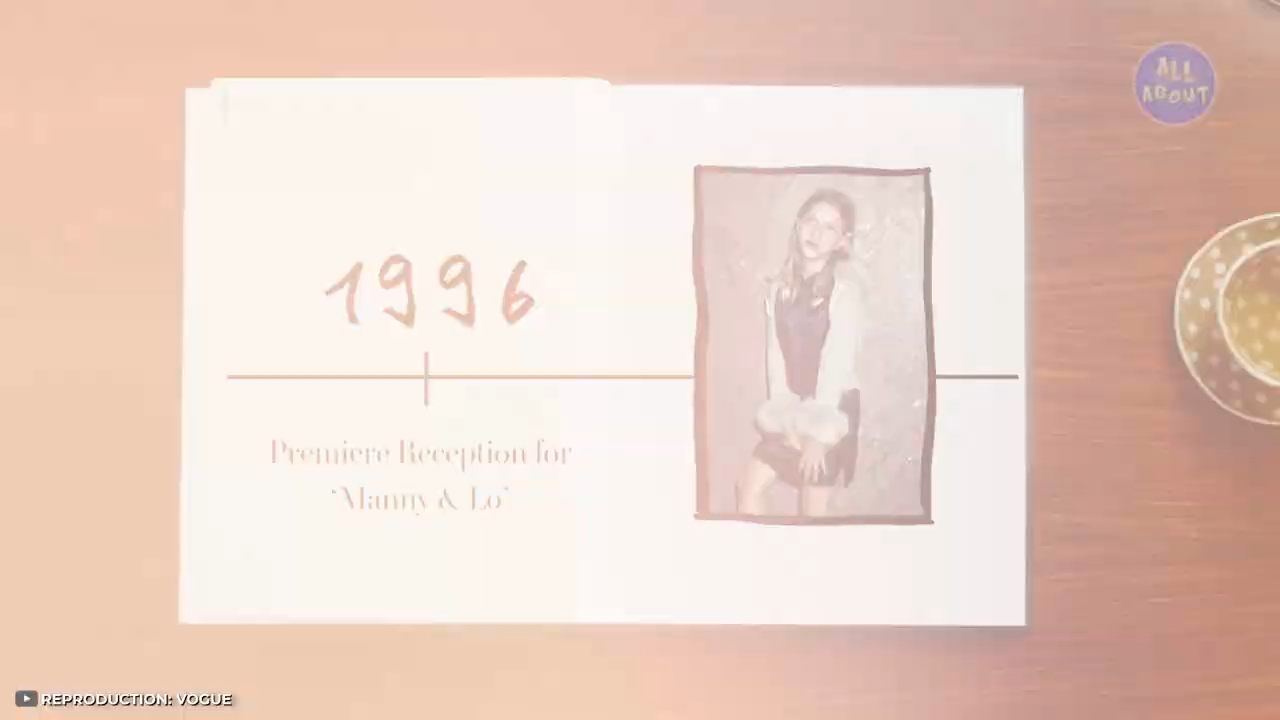 ALL
ABOUT
1996
Premiere Reception for
‘Manny & Lo’
REPRODUCTION: VOGUE